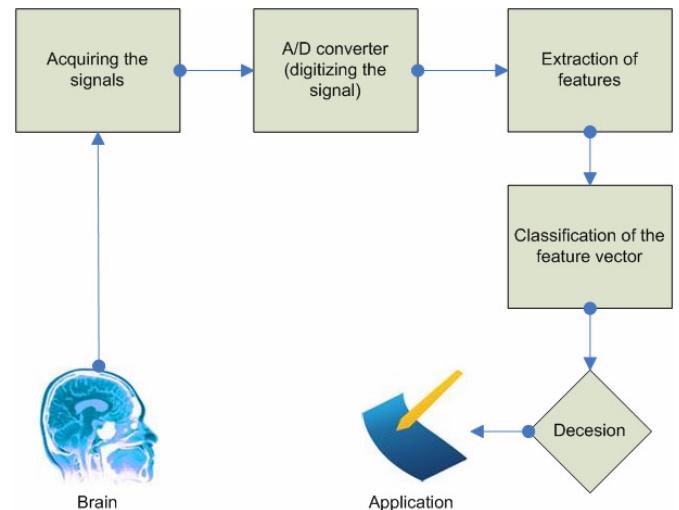 Acquiring the
signals
A/D converter
(digitizing the
signal)
Extraction of
features
Classification of the
feature vector
Decesion
Application
Brain